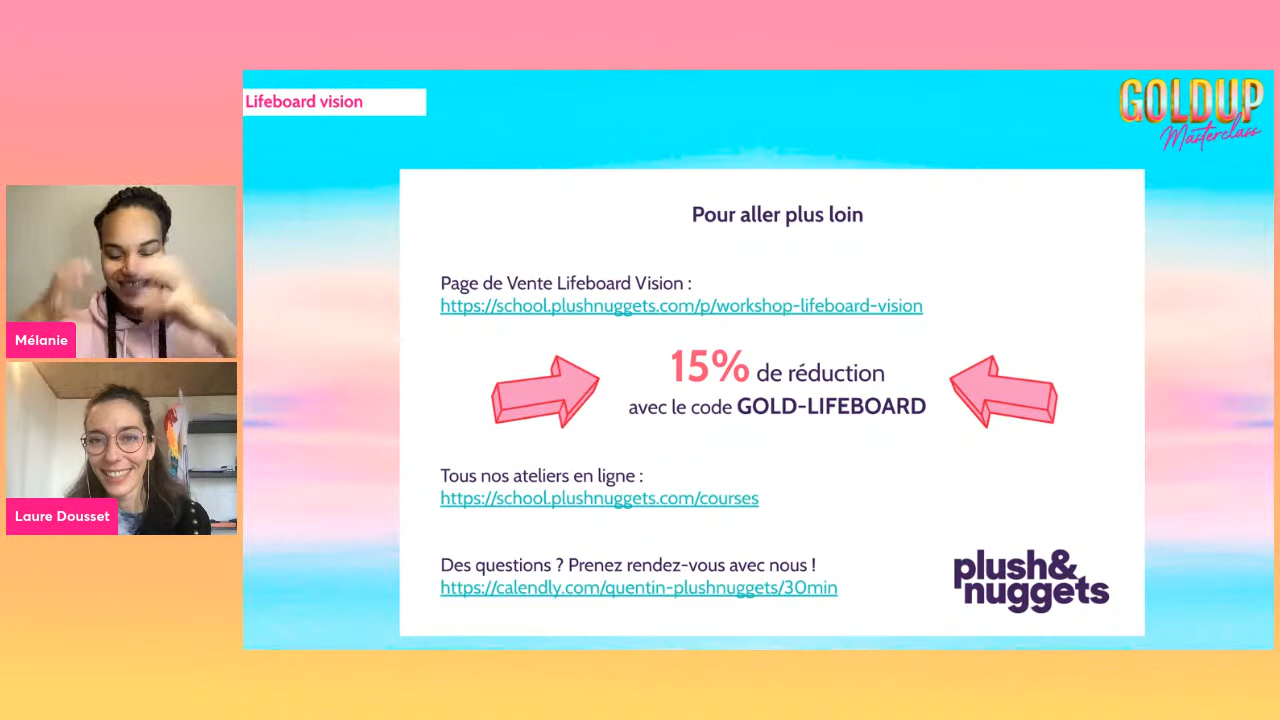 Lifeboard vision
GOLDUP
Masterclass
Pour aller plus loin
Page de Vente Lifeboard Vision :
https://school.plushnuggets.com/p/workshop-lifeboard-vision
15% de réduction
avec le code GOLD-LIFEBOARD
Tous nos ateliers en ligne :
https://school.plushnuggets.com/courses
Des questions ? Prenez rendez-vous avec nous !
https://calendly.com/quentin-plushnuggets/30min
plush&
nuggets
Mélanie
Laure Dousset